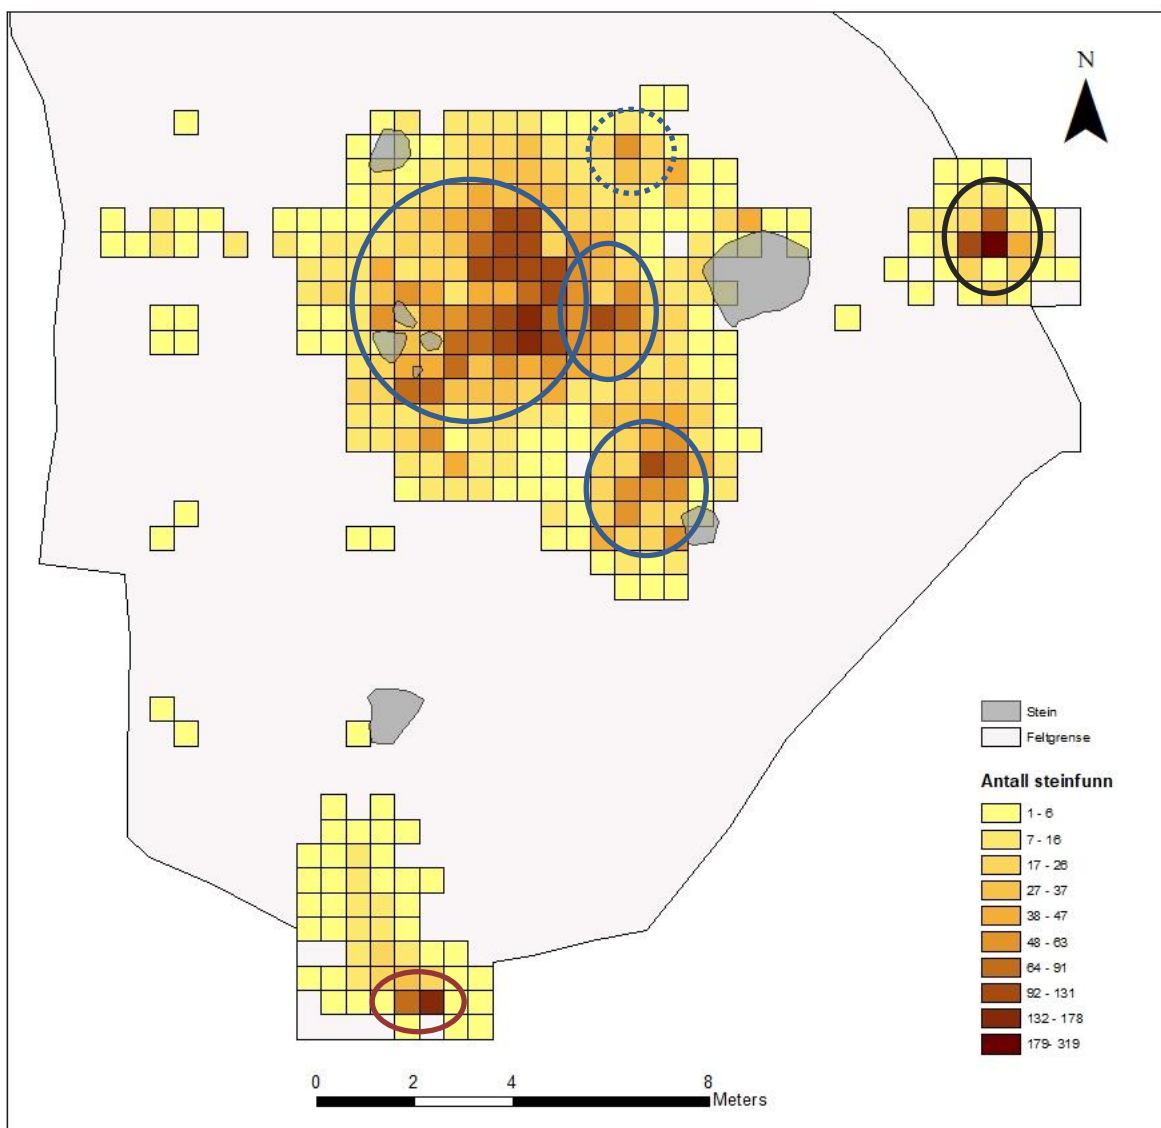 N
Stein
Feltgrense
Antall steinfunn
1 - 6
7 - 16
17 - 26
27 - 37
38 - 47
48 - 63
64 - 91
92 - 131
132 - 178
179- 319
0 2 4 8
Meters